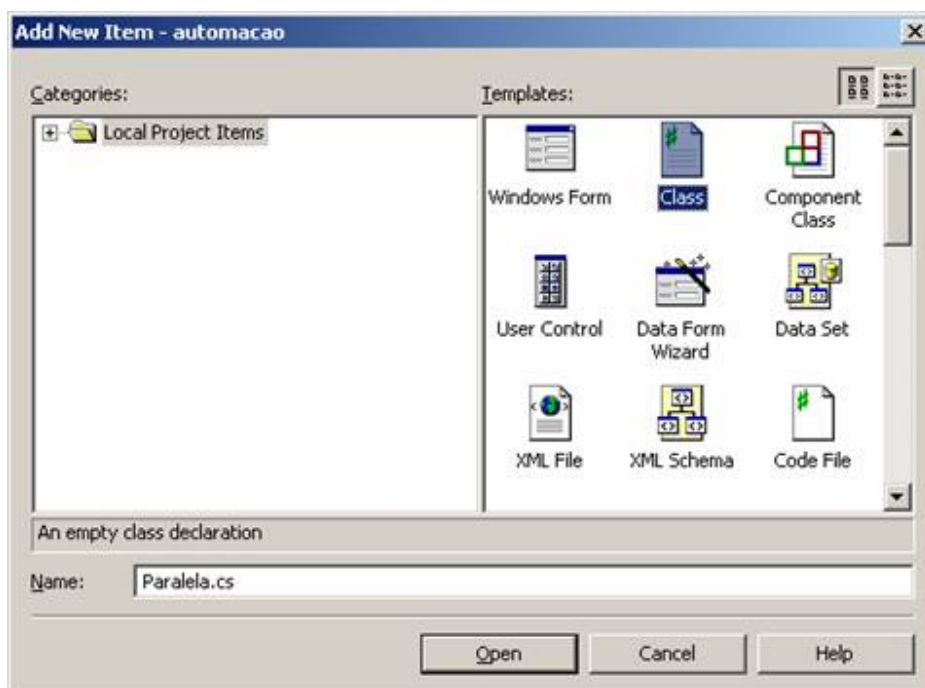 Add New Item - automacao
Categories:
Templates:
Local Project Items
Windows Form
Class
Component
Class
User Control
Data Form
Wizard
Data Set
XML File
XML Schema
Code File
An empty class declaration
Name:
Paralela.cs
Open
Cancel
Help